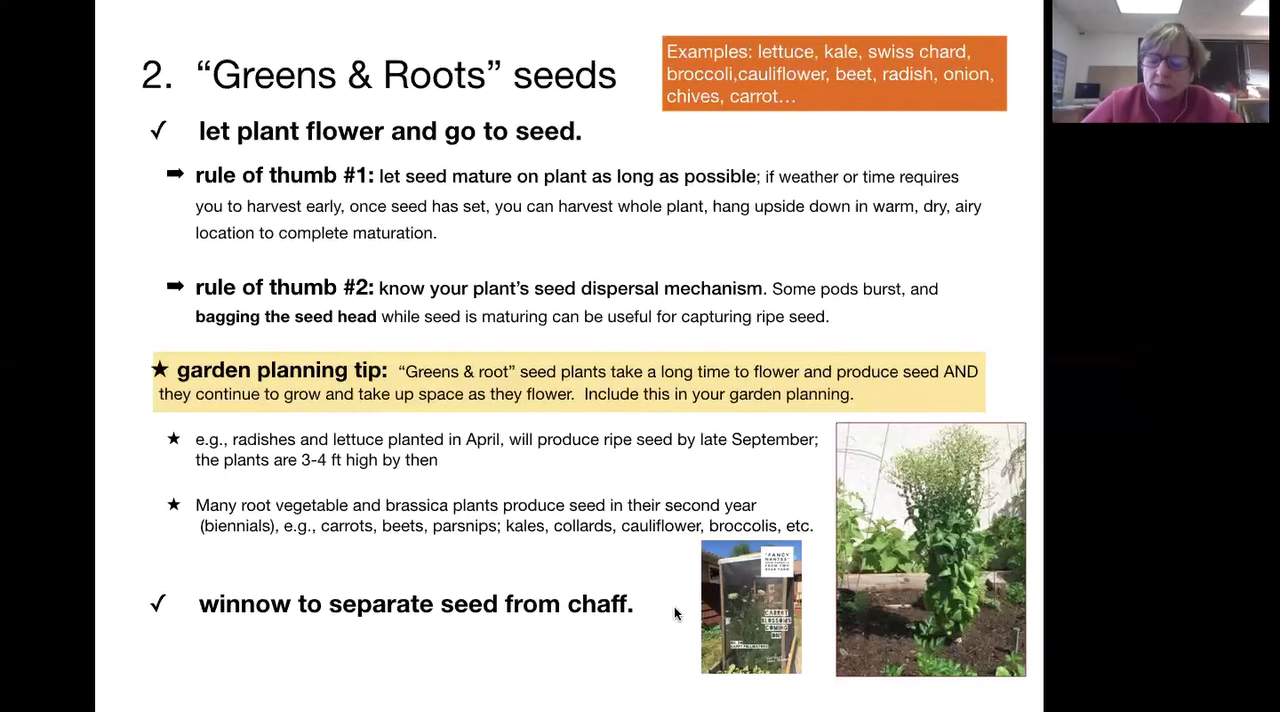 2. “Greens & Roots” seeds
Examples: lettuce, kale, swiss chard,
broccoli,cauliflower, beet, radish, onion,
chives, carrot…
✓ let plant flower and go to seed.
➡ rule of thumb #1: let seed mature on plant as long as possible; if weather or time requires
you to harvest early, once seed has set, you can harvest whole plant, hang upside down in warm, dry, airy
location to complete maturation.
➡ rule of thumb #2: know your plant’s seed dispersal mechanism. Some pods burst, and
bagging the seed head while seed is maturing can be useful for capturing ripe seed.
★ garden planning tip: “Greens & root” seed plants take a long time to flower and produce seed AND
they continue to grow and take up space as they flower. Include this in your garden planning.
★ e.g., radishes and lettuce planted in April, will produce ripe seed by late September;
the plants are 3-4 ft high by then
★ Many root vegetable and brassica plants produce seed in their second year
(biennials), e.g., carrots, beets, parsnips; kales, collards, cauliflower, broccolis, etc.
"FANCY
NANTES"
CARROT
BLOSSOMS
COMING
ON!
✓ winnow to separate seed from chaff.